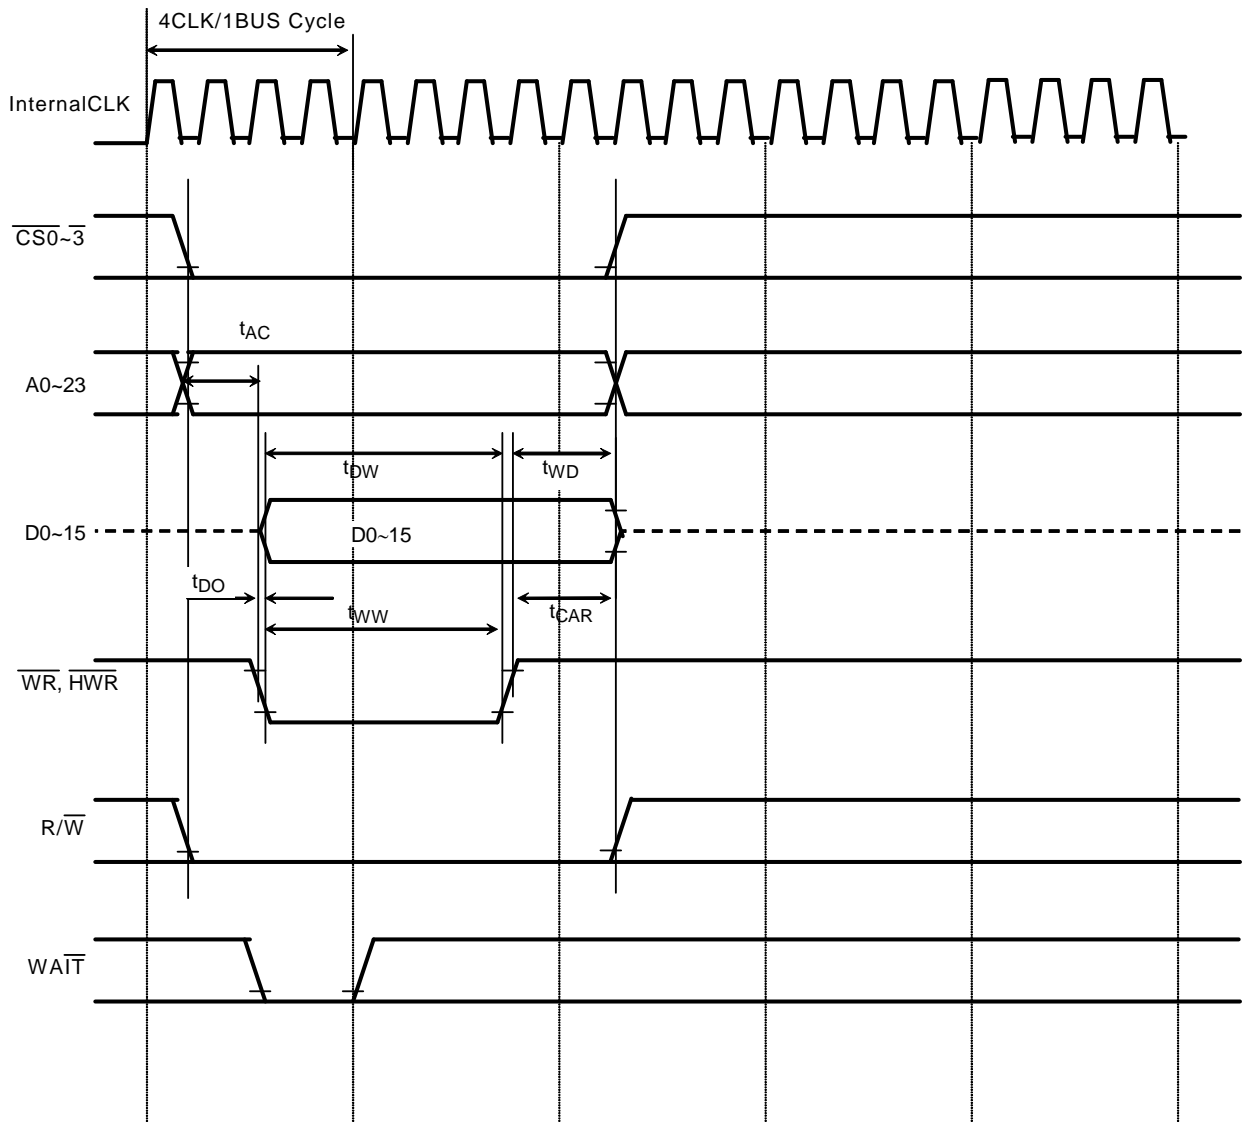 4CLK/1BUS Cycle
InternalCLK
CS0~3
tAC
A0~23
tDW
tWD
D0~15
D0~15
tDO
tWW
tCAR
WR, HWR
R/W
WAIT